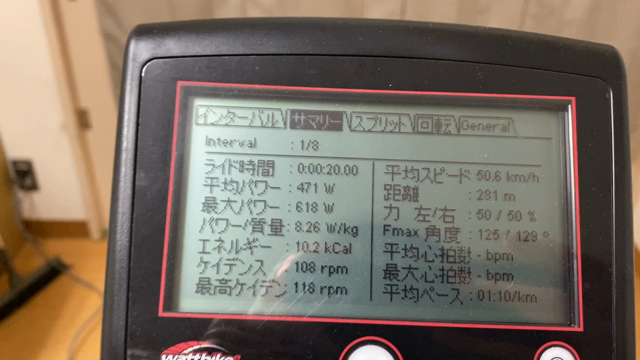 インターバル サマリー スプリット 回転 General
Interval : 1/8
ライド時間 : 0:00:20.00
平均パワー : 471 W
最大パワー : 618 W
パワー/質量 : 8.26 W/kg
エネルギー : 10.2 kCal
ケイデンス : 108 rpm
最高ケイデン : 118 rpm
平均スピード : 50.6 km/h
距離 : 281 m
力 左/右 : 50 / 50 %
Fmax 角度 : 125 / 129 °
平均心拍数 - bpm
最大心拍数 - bpm
平均ペース : 01:10/km
wattbike